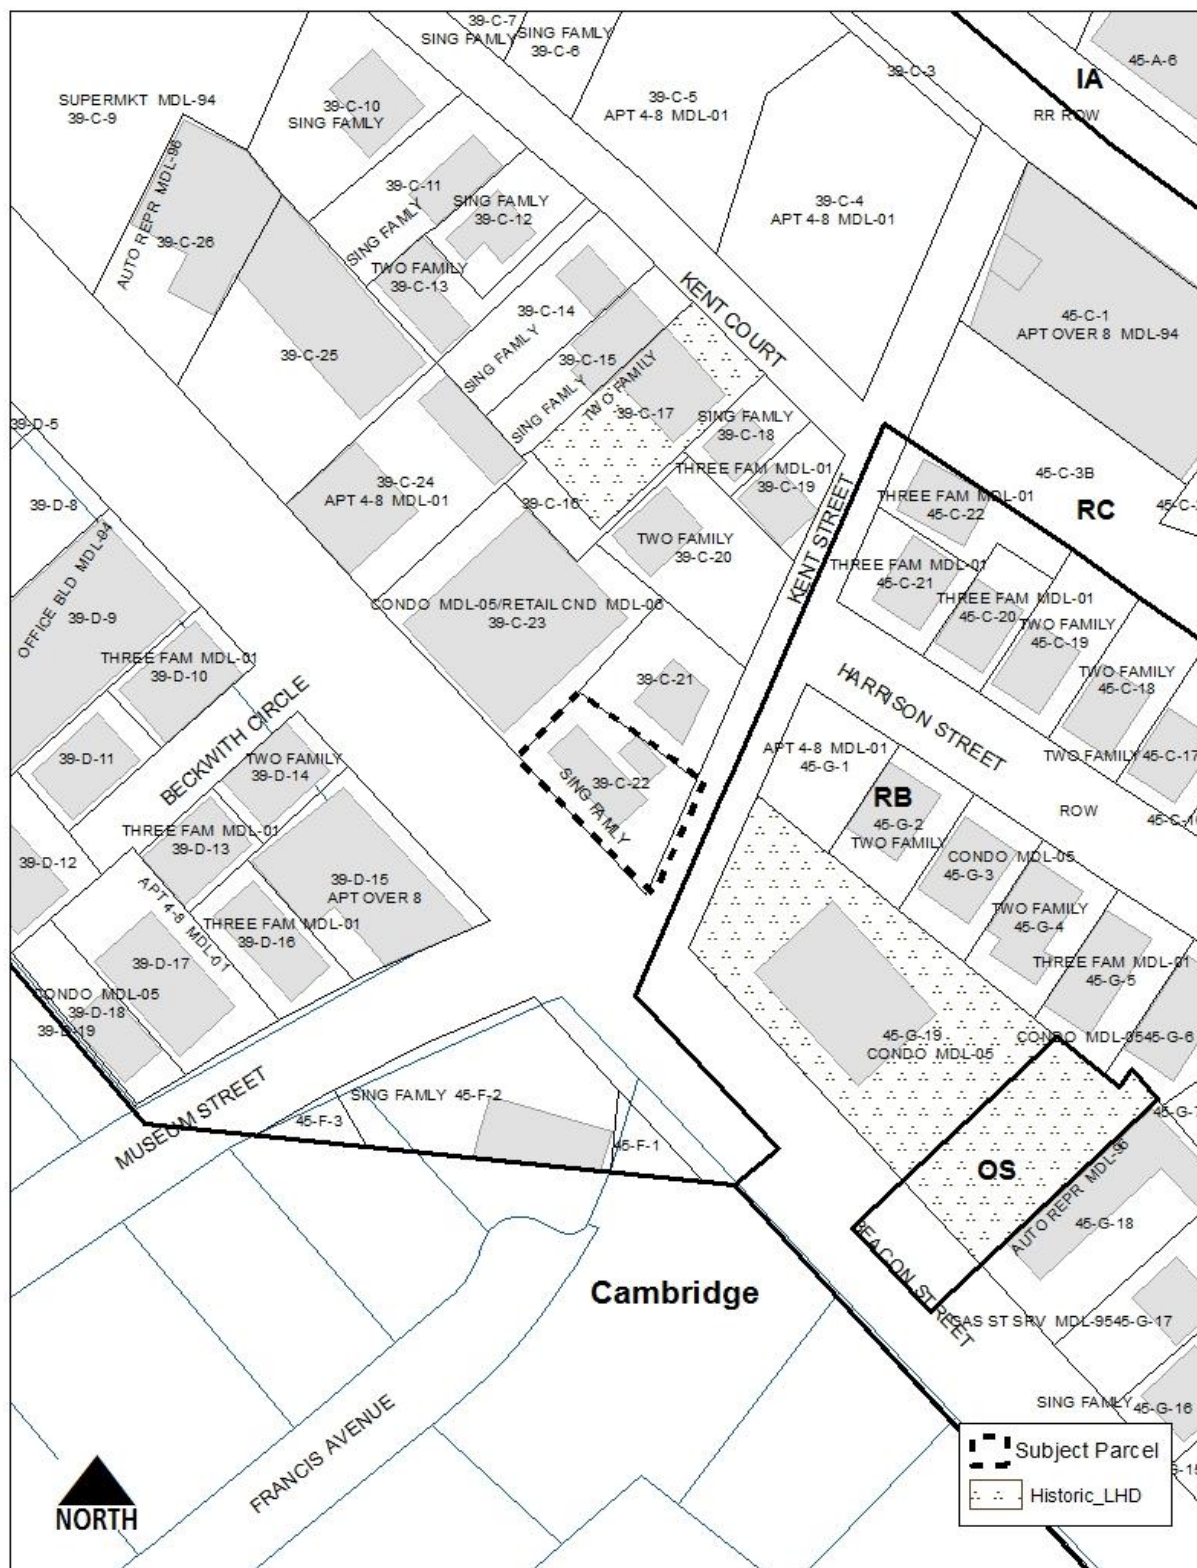 39-C-7
SING FAMLY
SING FAMLY
39-C-6
39-C-3
45-A-6
IA
RR ROW
SUPERMKT MDL-94
39-C-9
39-C-10
SING FAMLY
39-C-5
APT 4-8 MDL-01
AUTO REPR MDL-96
39-C-26
39-C-11
SING FAMLY
SING FAMLY
39-C-12
TWO FAMILY
39-C-13
39-C-4
APT 4-8 MDL-01
KENT COURT
39-C-14
SING FAMLY
45-C-1
APT OVER 8 MDL-94
39-C-25
39-C-15
SING FAMLY
TWO FAMILY
39-C-17
SING FAMLY
39-C-18
39-D-5
THREE FAM MDL-01
39-C-19
39-C-24
APT 4-8 MDL-01
39-C-16
39-D-8
45-C-3B
RC
KENT STREET
THREE FAM MDL-01
45-C-22
TWO FAMILY
39-C-20
OFFICE BLD MDL-94
39-D-9
CONDO MDL-05/RETAIL CND MDL-06
39-C-23
THREE FAM MDL-01
45-C-21
THREE FAM MDL-01
45-C-20
TWO FAMILY
45-C-19
THREE FAM MDL-01
39-D-10
TWO FAMILY
45-C-18
39-C-21
HARRISON STREET
BECKWITH CIRCLE
39-D-11
TWO FAMILY
39-D-14
39-C-22
SING FAMLY
APT 4-8 MDL-01
45-G-1
TWO FAMILY 45-C-17
RB
ROW
45-C-16
THREE FAM MDL-01
39-D-13
45-G-2
TWO FAMILY
39-D-12
CONDO MDL-05
45-G-3
39-D-15
APT OVER 8
APT 4-8 MDL-01
THREE FAM MDL-01
39-D-16
TWO FAMILY
45-G-4
39-D-17
THREE FAM MDL-01
45-G-5
CONDO MDL-05
39-D-18
39-D-19
45-G-19
CONDO MDL-05
CONDO MDL-05 45-G-6
MUSEUM STREET
SING FAMLY 45-F-2
45-F-3
45-F-1
OS
AUTO REPR MDL-96
45-G-18
BEACON STREET
Cambridge
GAS ST SRV MDL-95 45-G-17
SING FAMLY 45-G-16
FRANCIS AVENUE
Subject Parcel
Historic_LHD
NORTH